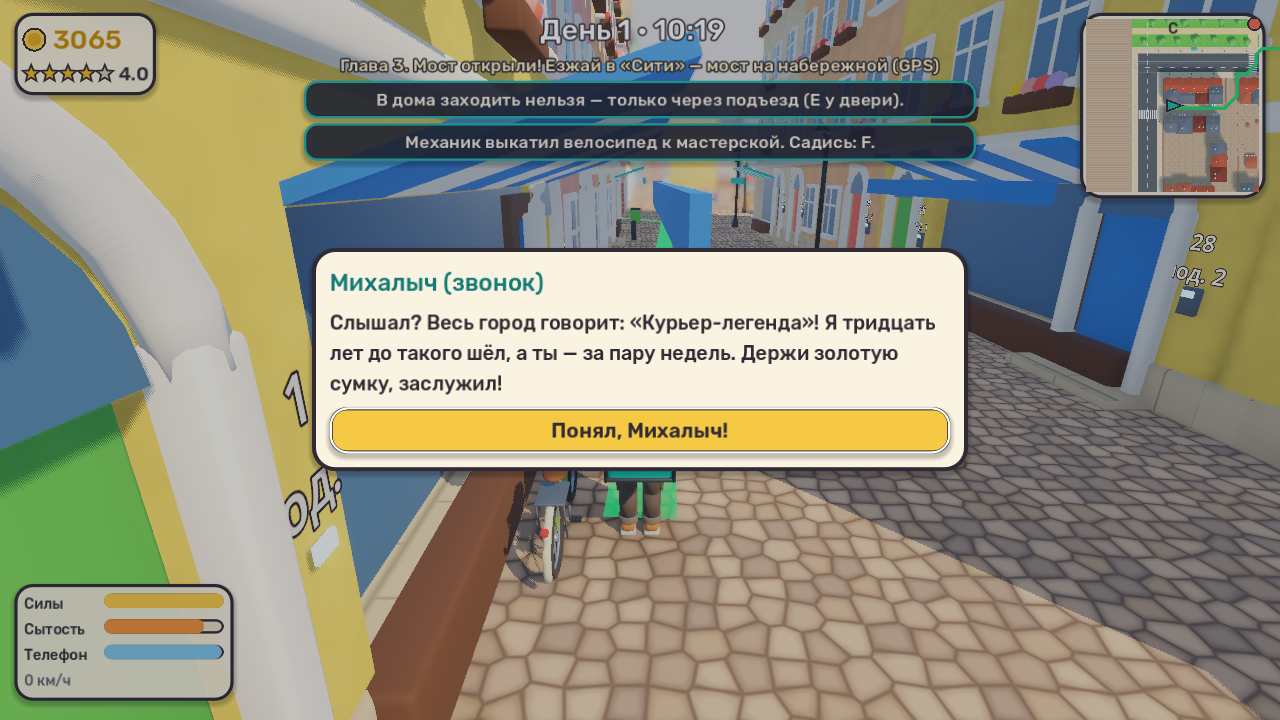 3065
4.0
День 1 • 10:19
Глава 3. Мост открыли! Езжай в «Сити» — мост на набережной (GPS)
В дома заходить нельзя — только через подъезд (E у двери).
Механик выкатил велосипед к мастерской. Садись: F.
С
28
под. 2
Михалыч (звонок)
Слышал? Весь город говорит: «Курьер-легенда»! Я тридцать
лет до такого шёл, а ты — за пару недель. Держи золотую
сумку, заслужил!
Понял, Михалыч!
1
Силы
Сытость
Телефон
0 км/ч